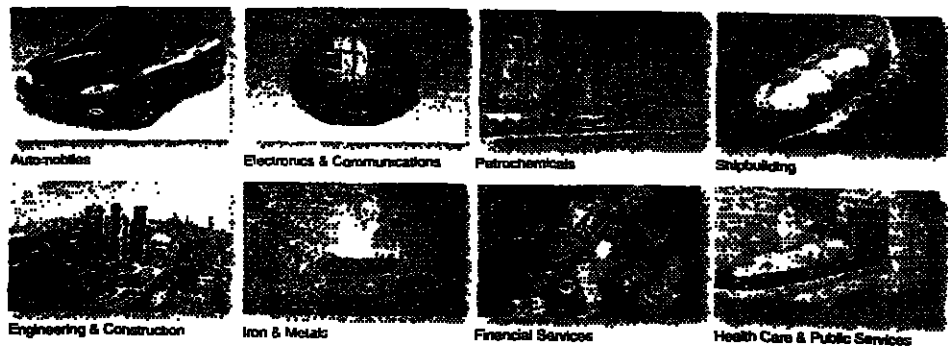 Automobiles
Electronics & Communications
Petrochemicals
Shipbuilding
Engineering & Construction
Iron & Metals
Financial Services
Health Care & Public Services